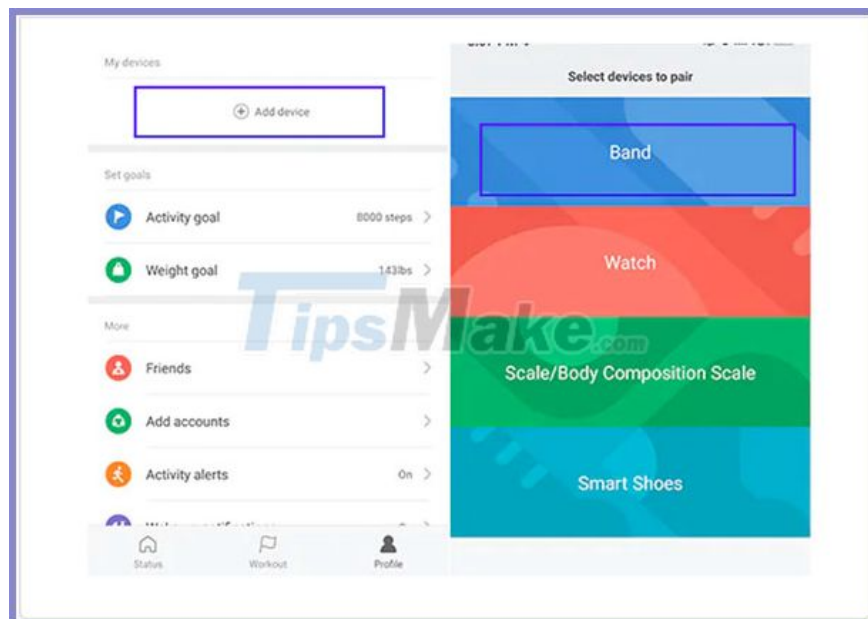 My devices
Add device
Set goals
Activity goal
8000 steps
Weight goal
143lbs
More
Friends
Add accounts
Activity alerts
On
Status
Workout
Profile
Select devices to pair
Band
Watch
Scale/Body Composition Scale
Smart Shoes
TipsMake.com